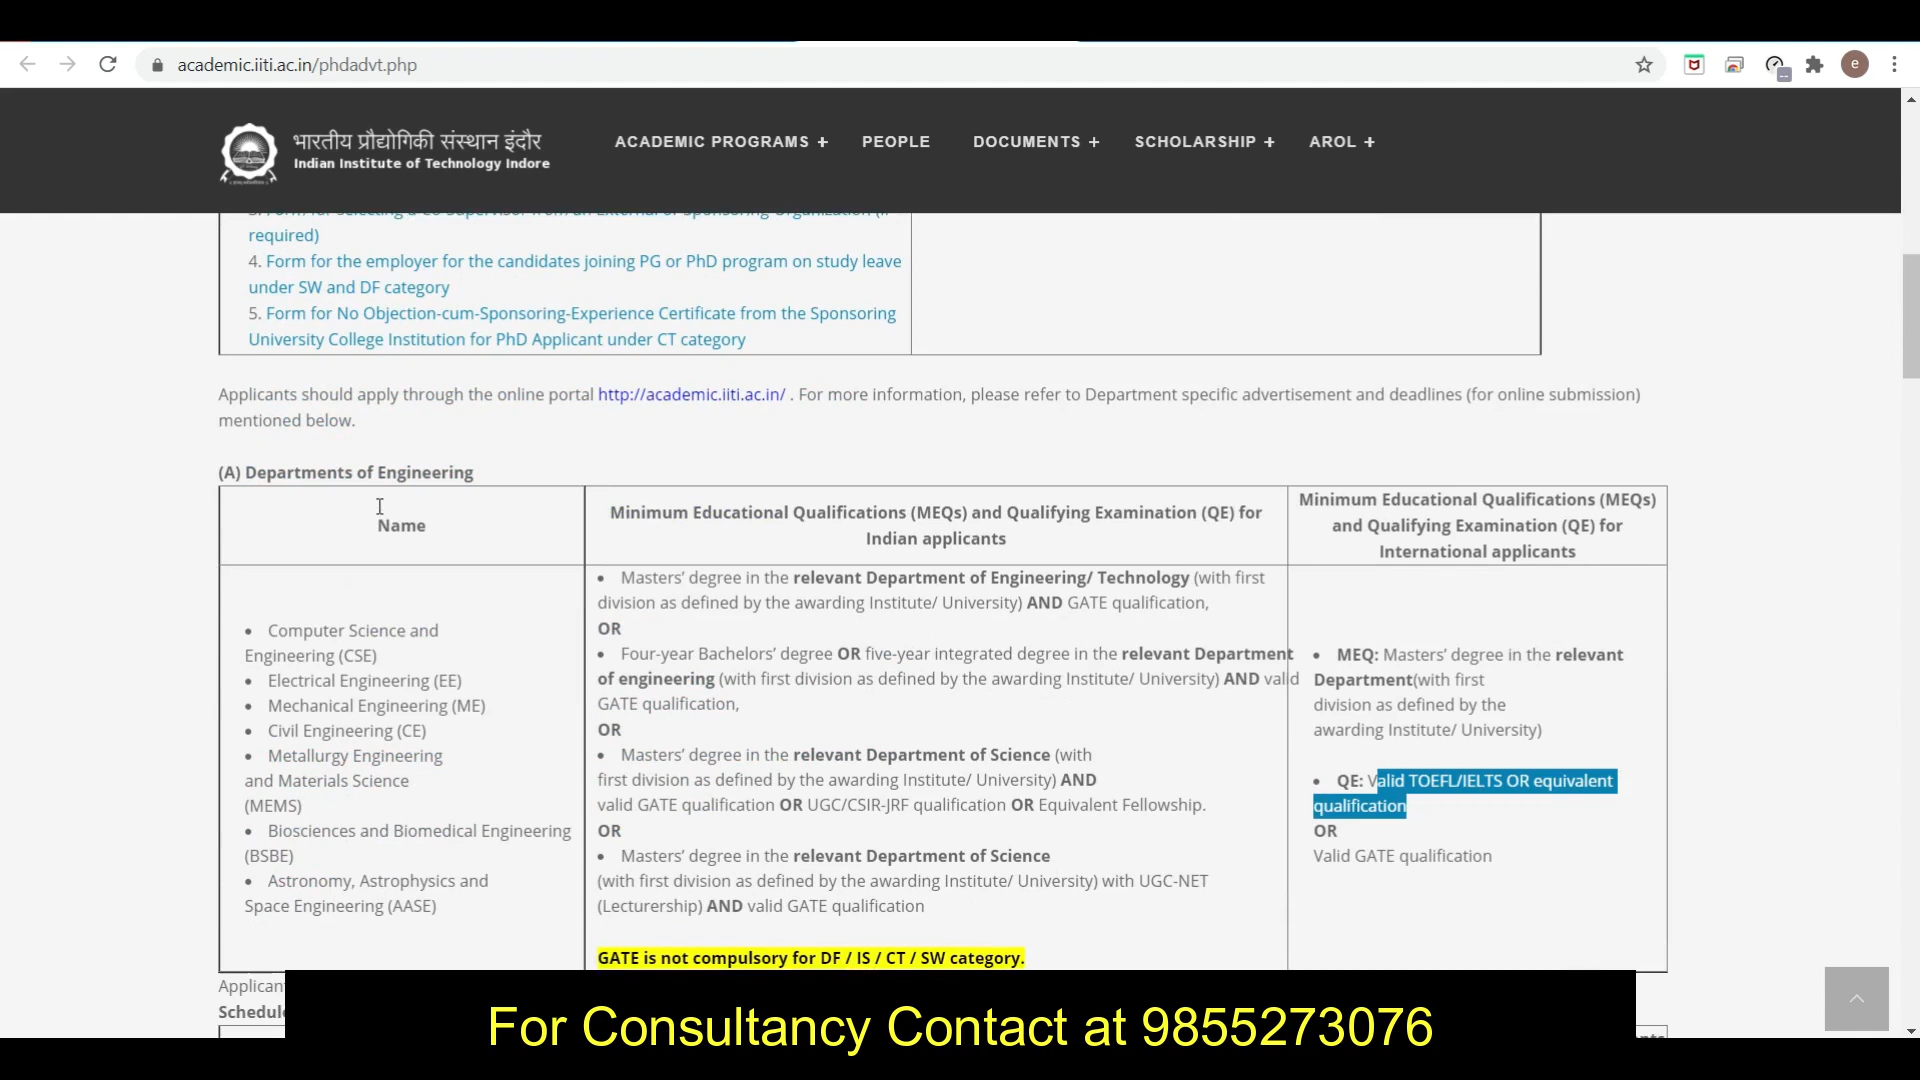 academic.iiti.ac.in/phdadvt.php
e
भारतीय प्रौद्योगिकी संस्थान इंदौर
Indian Institute of Technology Indore
ACADEMIC PROGRAMS +
PEOPLE
DOCUMENTS +
SCHOLARSHIP +
AROL +
required)
4. Form for the employer for the candidates joining PG or PhD program on study leave
under SW and DF category
5. Form for No Objection-cum-Sponsoring-Experience Certificate from the Sponsoring
University College Institution for PhD Applicant under CT category
Applicants should apply through the online portal http://academic.iiti.ac.in/ . For more information, please refer to Department specific advertisement and deadlines (for online submission)
mentioned below.
(A) Departments of Engineering
Name
Minimum Educational Qualifications (MEQs) and Qualifying Examination (QE) for
Indian applicants
Minimum Educational Qualifications (MEQs)
and Qualifying Examination (QE) for
International applicants
• Computer Science and
Engineering (CSE)
• Electrical Engineering (EE)
• Mechanical Engineering (ME)
• Civil Engineering (CE)
• Metallurgy Engineering
and Materials Science
(MEMS)
• Biosciences and Biomedical Engineering
(BSBE)
• Astronomy, Astrophysics and
Space Engineering (AASE)
• Masters’ degree in the relevant Department of Engineering/ Technology (with first
division as defined by the awarding Institute/ University) AND GATE qualification,
OR
• Four-year Bachelors’ degree OR five-year integrated degree in the relevant Department
of engineering (with first division as defined by the awarding Institute/ University) AND valid
GATE qualification,
OR
• Masters’ degree in the relevant Department of Science (with
first division as defined by the awarding Institute/ University) AND
valid GATE qualification OR UGC/CSIR-JRF qualification OR Equivalent Fellowship.
OR
• Masters’ degree in the relevant Department of Science
(with first division as defined by the awarding Institute/ University) with UGC-NET
(Lecturership) AND valid GATE qualification
GATE is not compulsory for DF / IS / CT / SW category.
• MEQ: Masters’ degree in the relevant
Department(with first
division as defined by the
awarding Institute/ University)
• QE: Valid TOEFL/IELTS OR equivalent
qualification
OR
Valid GATE qualification
Applican
Schedul
For Consultancy Contact at 9855273076